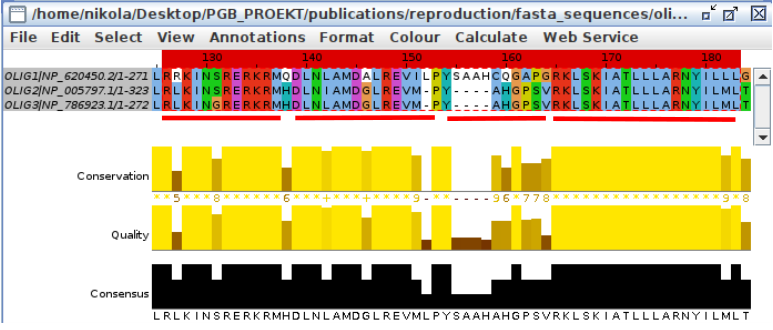 /home/nikola/Desktop/PGB_PROEKT/publications/reproduction/fasta_sequences/oli...
File Edit Select View Annotations Format Colour Calculate Web Service
130 140 150 160 170 180
OLIG1|NP_620450.2/1-271 LRRKINSRERKRMQDLNLAMDALREVILPYSAAHCQGAPGRKLSKIATLLLARNYILLLG
OLIG2|NP_005797.1/1-323 LRLKINSRERKRMHDLNIAMDGLREVM-PY----AHGPSVRKLSKIATLLLARNYILMLT
OLIG3|NP_786923.1/1-272 LRLKINGRERKRMHDLNLAMDGLREVM-PY----AHGPSVRKLSKIATLLLARNYILMLT
Conservation
**5***8******6***+***+****9-**----96*778*****************9*8
Quality
Consensus
LRLKINSRERKRMHDLNLAMDGLREVMLPYSAAHAHGPSVRKLSKIATLLLARNYILMLT